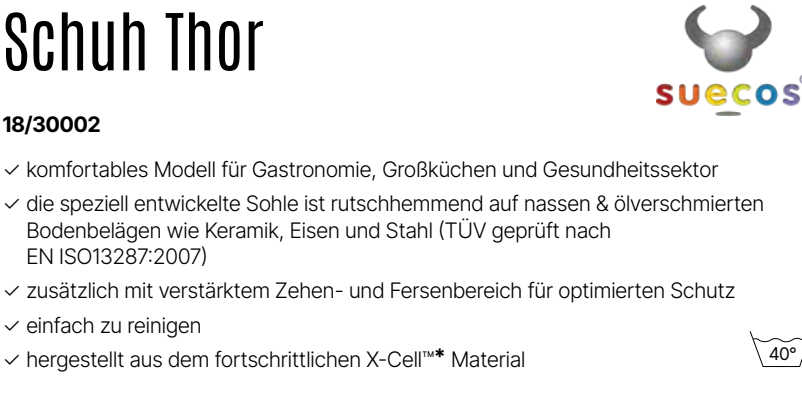 Schuh Thor
suecos
18/30002
✓ komfortables Modell für Gastronomie, Großküchen und Gesundheitssektor
✓ die speziell entwickelte Sohle ist rutschhemmend auf nassen & ölverschmierten
Bodenbelägen wie Keramik, Eisen und Stahl (TÜV geprüft nach
EN ISO13287:2007)
✓ zusätzlich mit verstärktem Zehen- und Fersenbereich für optimierten Schutz
✓ einfach zu reinigen
✓ hergestellt aus dem fortschrittlichen X-Cell™* Material
40°